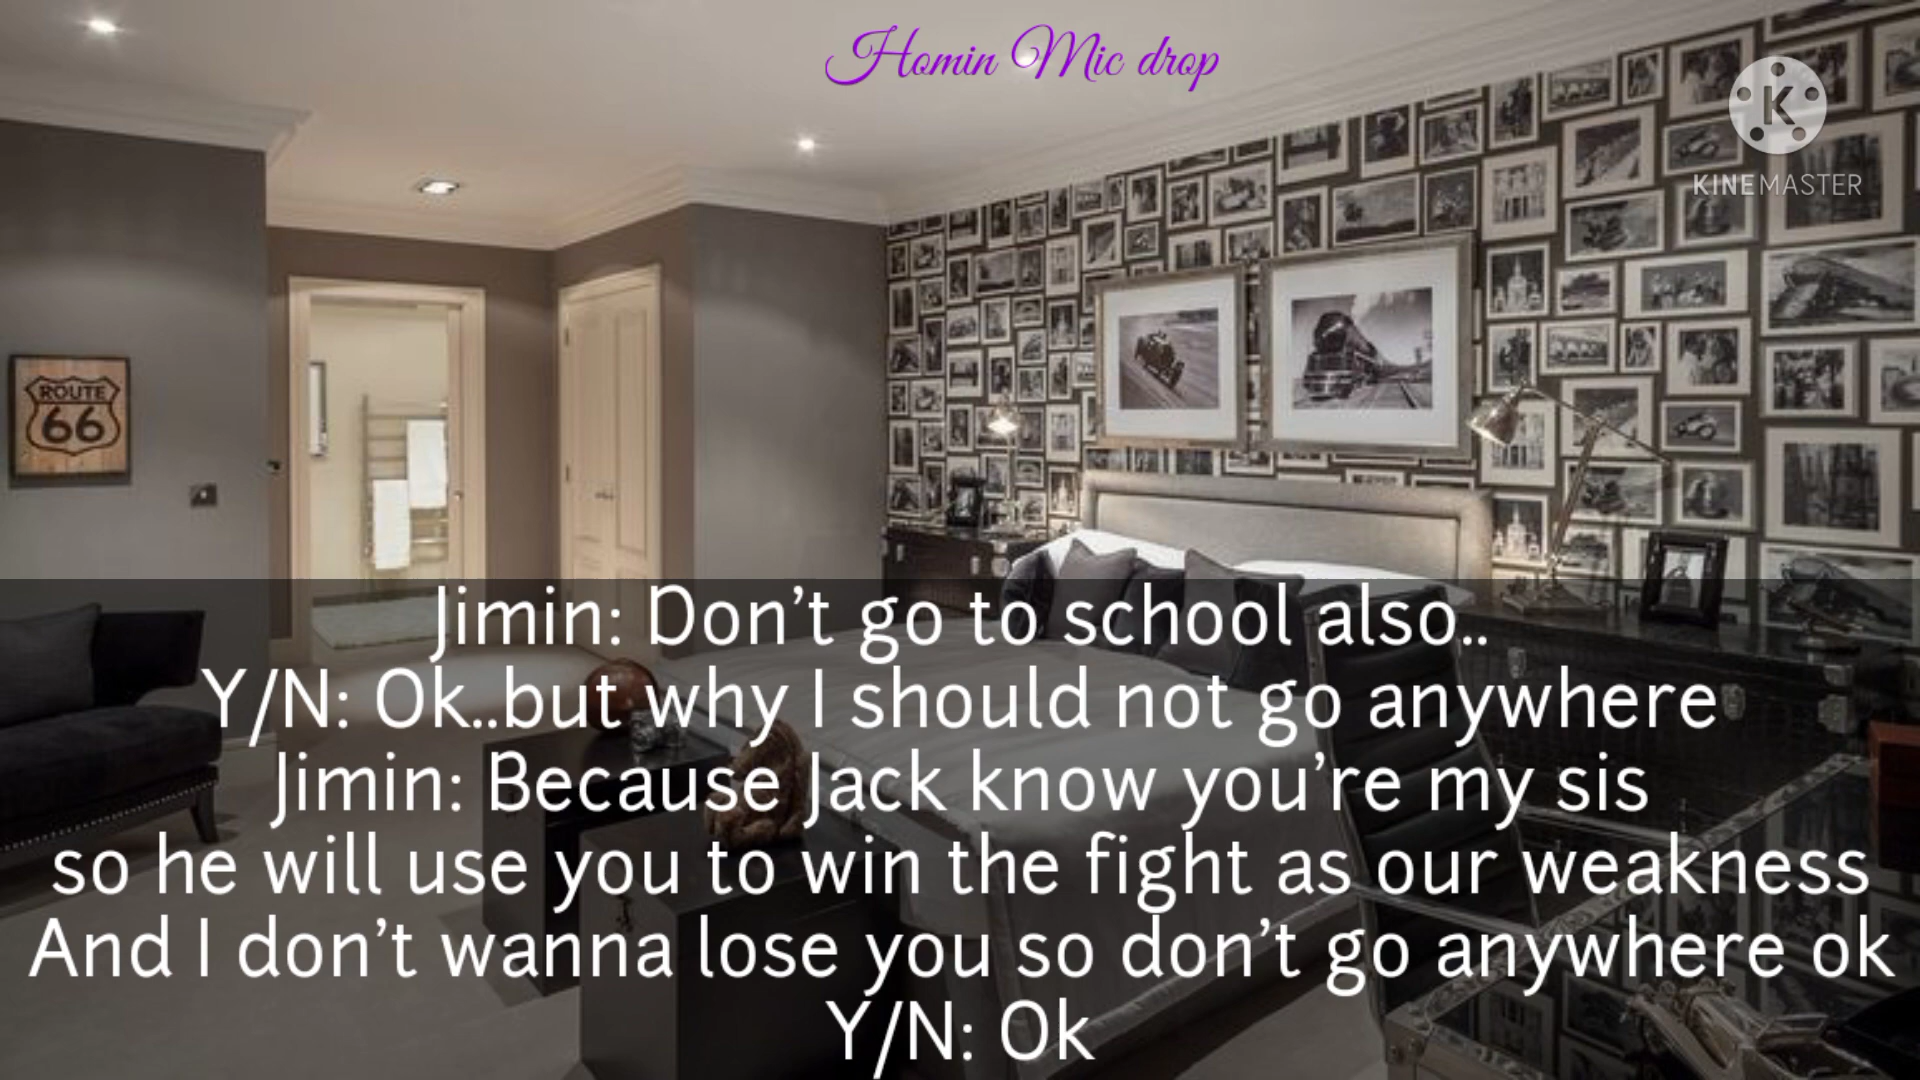 Homin Mic drop
KINEMASTER
ROUTE
66
Jimin: Don't go to school also..
Y/N: Ok..but why I should not go anywhere
Jimin: Because Jack know you're my sis
so he will use you to win the fight as our weakness
And I don't wanna lose you so don't go anywhere ok
Y/N: Ok